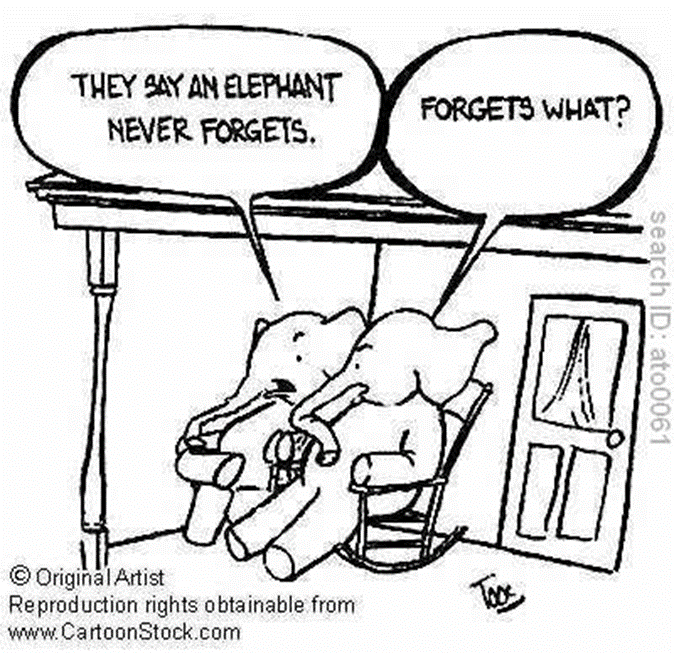 THEY SAY AN ELEPHANT
NEVER FORGETS.
FORGETS WHAT?
search ID: ato0061
© Original Artist
Reproduction rights obtainable from
www.CartoonStock.com